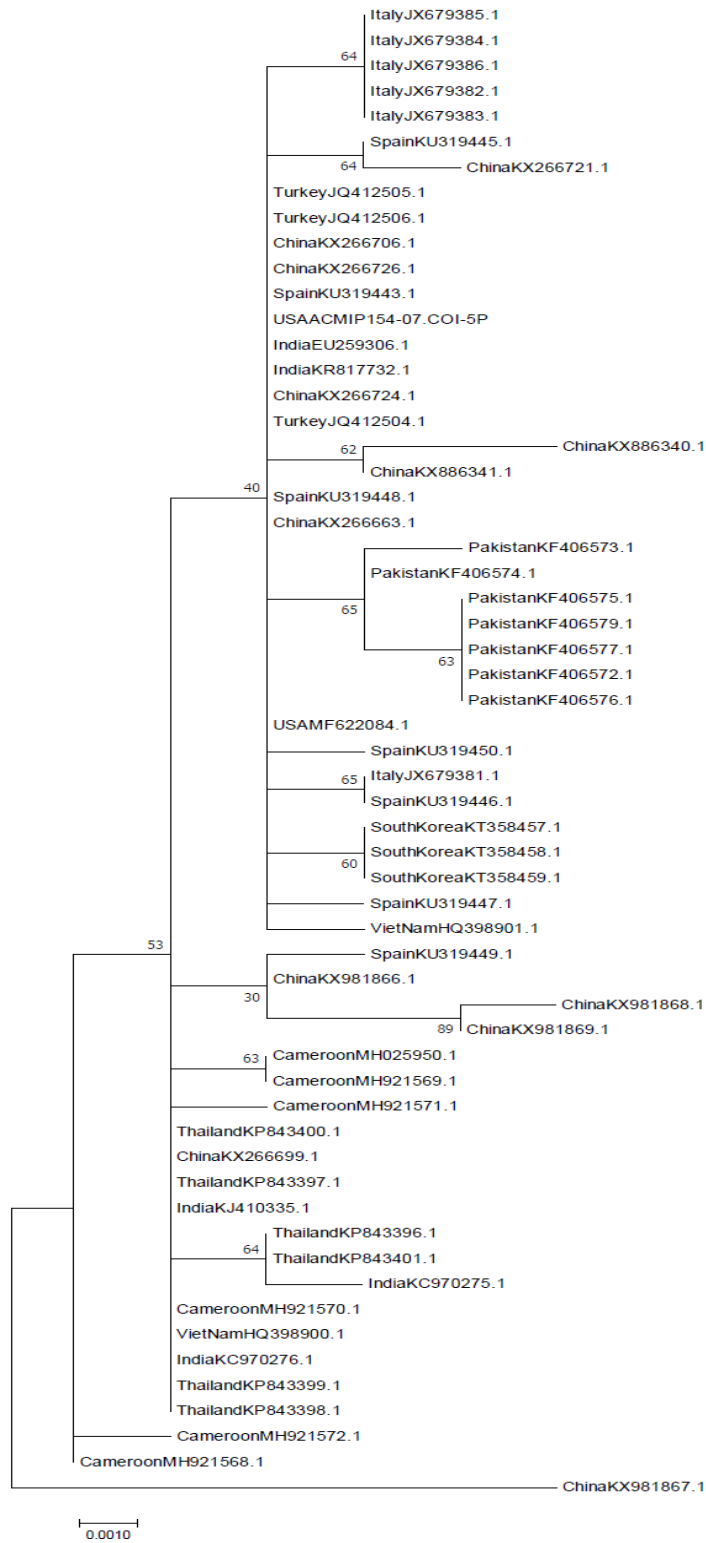 ItalyJX679385.1
ItalyJX679384.1
64
ItalyJX679386.1
ItalyJX679382.1
ItalyJX679383.1
SpainKU319445.1
64
ChinaKX266721.1
TurkeyJQ412505.1
TurkeyJQ412506.1
ChinaKX266706.1
ChinaKX266726.1
SpainKU319443.1
USAACMIP154-07.COI-5P
IndiaEU259306.1
IndiaKR817732.1
ChinaKX266724.1
TurkeyJQ412504.1
62
ChinaKX886340.1
ChinaKX886341.1
40
SpainKU319448.1
ChinaKX266663.1
PakistanKF406573.1
PakistanKF406574.1
PakistanKF406575.1
65
PakistanKF406579.1
PakistanKF406577.1
63
PakistanKF406572.1
PakistanKF406576.1
USAMF622084.1
SpainKU319450.1
65
ItalyJX679381.1
SpainKU319446.1
SouthKoreaKT358457.1
SouthKoreaKT358458.1
60
SouthKoreaKT358459.1
SpainKU319447.1
VietNamHQ398901.1
53
SpainKU319449.1
ChinaKX981866.1
30
ChinaKX981868.1
89
ChinaKX981869.1
63
CameroonMH025950.1
CameroonMH921569.1
CameroonMH921571.1
ThailandKP843400.1
ChinaKX266699.1
ThailandKP843397.1
IndiaKJ410335.1
ThailandKP843396.1
64
ThailandKP843401.1
IndiaKC970275.1
CameroonMH921570.1
VietNamHQ398900.1
IndiaKC970276.1
ThailandKP843399.1
ThailandKP843398.1
CameroonMH921572.1
CameroonMH921568.1
ChinaKX981867.1
0.0010